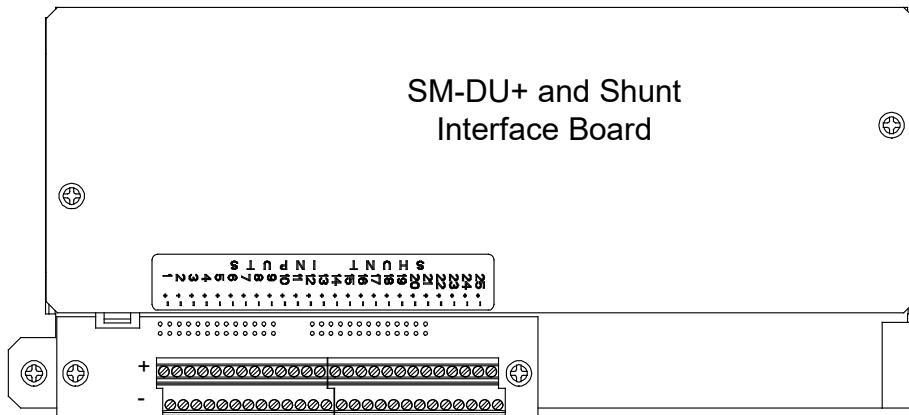 SM-DU+ and Shunt
Interface Board
SHUNT INPUTS
1 2 3 4 5 6 7 8 9 10 11 12 13 14 15 16 17 18 19 20 21 22 23 24 25
+ - + - + - + - + - + - + - + - + - + - + - + - + - + - + - + - + - + - + - + - + - + - + - + - + -
+
-